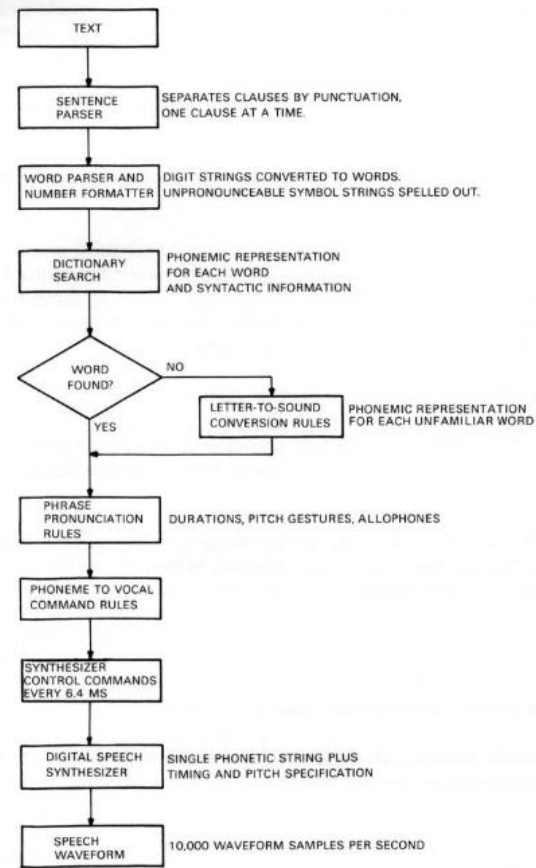 TEXT
SENTENCE
PARSER
SEPARATES CLAUSES BY PUNCTUATION,
ONE CLAUSE AT A TIME.
WORD PARSER AND
NUMBER FORMATTER
DIGIT STRINGS CONVERTED TO WORDS.
UNPRONOUNCEABLE SYMBOL STRINGS SPELLED OUT.
DICTIONARY
SEARCH
PHONEMIC REPRESENTATION
FOR EACH WORD
AND SYNTACTIC INFORMATION
WORD
FOUND?
NO
YES
LETTER-TO-SOUND
CONVERSION RULES
PHONEMIC REPRESENTATION
FOR EACH UNFAMILIAR WORD
PHRASE
PRONUNCIATION
RULES
DURATIONS, PITCH GESTURES, ALLOPHONES
PHONEME TO VOCAL
COMMAND RULES
SYNTHESIZER
CONTROL COMMANDS
EVERY 6.4 MS
DIGITAL SPEECH
SYNTHESIZER
SINGLE PHONETIC STRING PLUS
TIMING AND PITCH SPECIFICATION
SPEECH
WAVEFORM
10,000 WAVEFORM SAMPLES PER SECOND